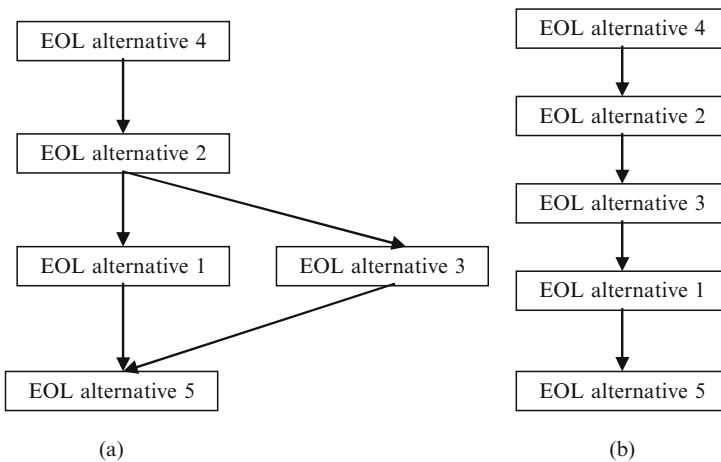 EOL alternative 4
EOL alternative 2
EOL alternative 1
EOL alternative 3
EOL alternative 5
(a)
EOL alternative 4
EOL alternative 2
EOL alternative 3
EOL alternative 1
EOL alternative 5
(b)